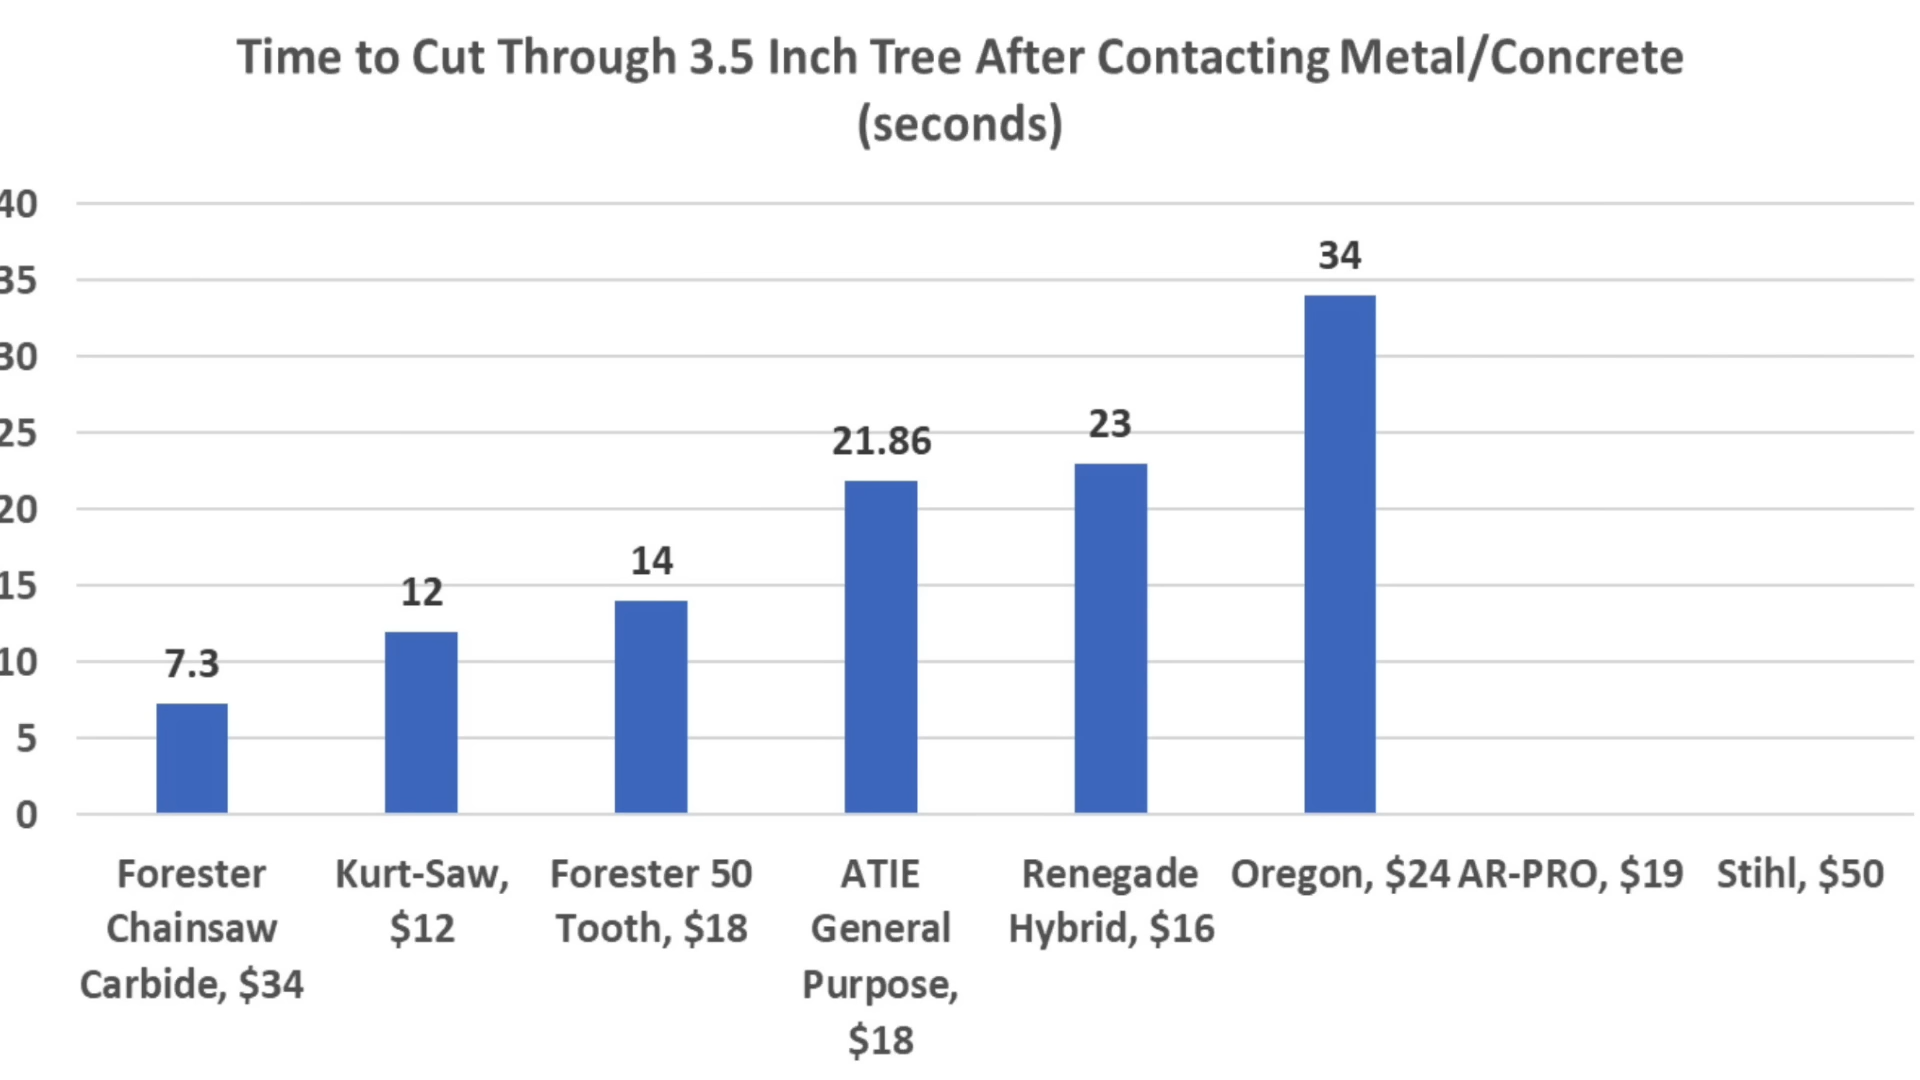 Time to Cut Through 3.5 Inch Tree After Contacting Metal/Concrete
(seconds)
40
35
30
25
20
15
10
5
0
7.3
12
14
21.86
23
34
Forester
Chainsaw
Carbide, $34
Kurt-Saw,
$12
Forester 50
Tooth, $18
ATIE
General
Purpose,
$18
Renegade
Hybrid, $16
Oregon, $24
AR-PRO, $19
Stihl, $50